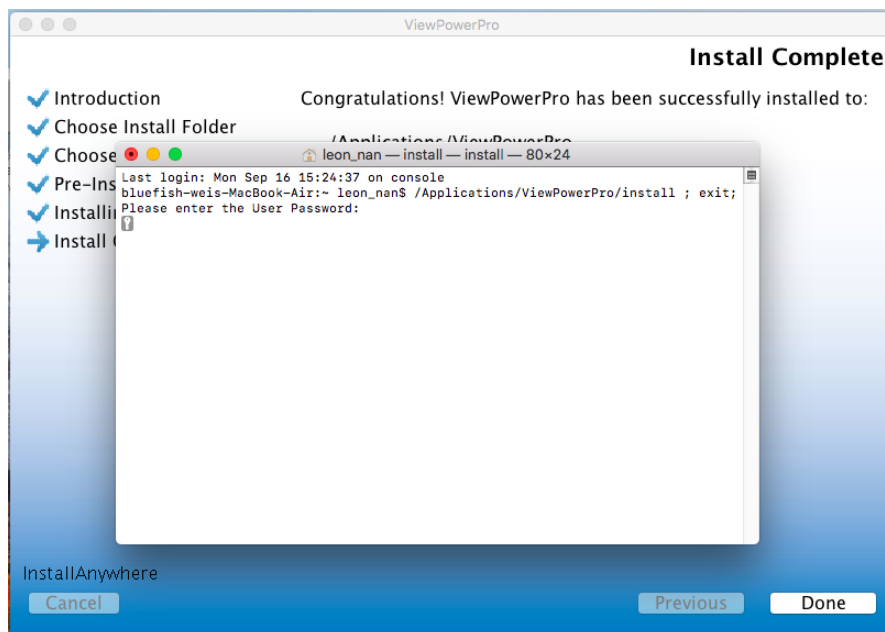 ViewPowerPro
Install Complete
Introduction
Congratulations! ViewPowerPro has been successfully installed to:
Choose Install Folder
/Applications/ViewPowerPro
Choose
leon_nan — install — install — 80×24
Last login: Mon Sep 16 15:24:37 on console
Pre-Ins
bluefish-weis-MacBook-Air:~ leon_nan$ /Applications/ViewPowerPro/install ; exit;
Installi
Please enter the User Password:
Install
InstallAnywhere
Cancel
Previous
Done